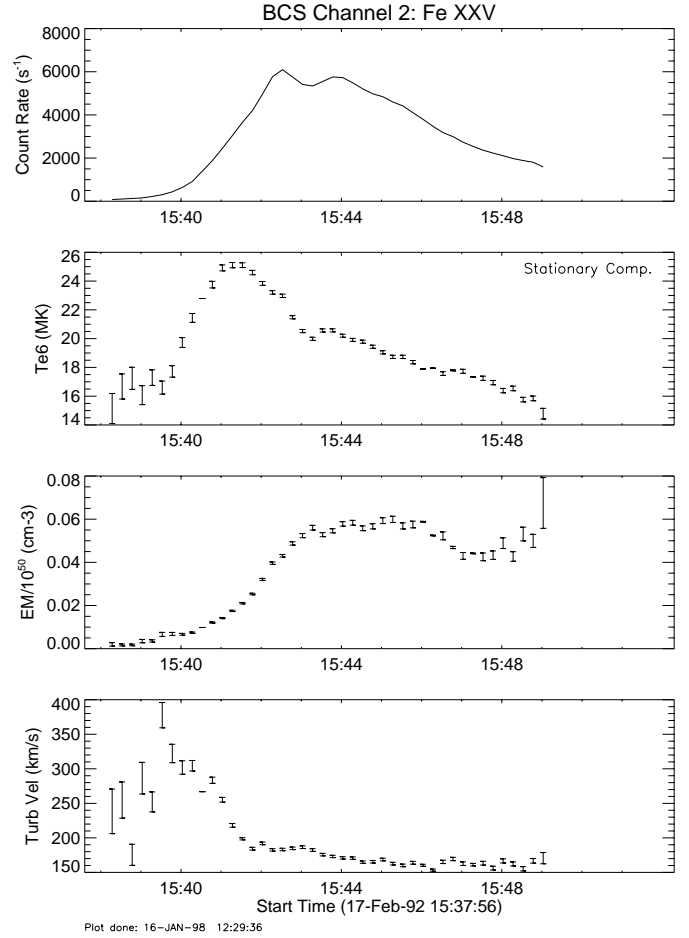 BCS Channel 2: Fe XXV
Count Rate (s⁻¹)
8000
6000
4000
2000
0
15:40 15:44 15:48
Stationary Comp.
Te6 (MK)
26
24
22
20
18
16
14
15:40 15:44 15:48
EM/10⁵⁰ (cm-3)
0.08
0.06
0.04
0.02
0.00
15:40 15:44 15:48
Turb Vel (km/s)
400
350
300
250
200
150
15:40 15:44 15:48
Start Time (17-Feb-92 15:37:56)
Plot done: 16-JAN-98 12:29:36